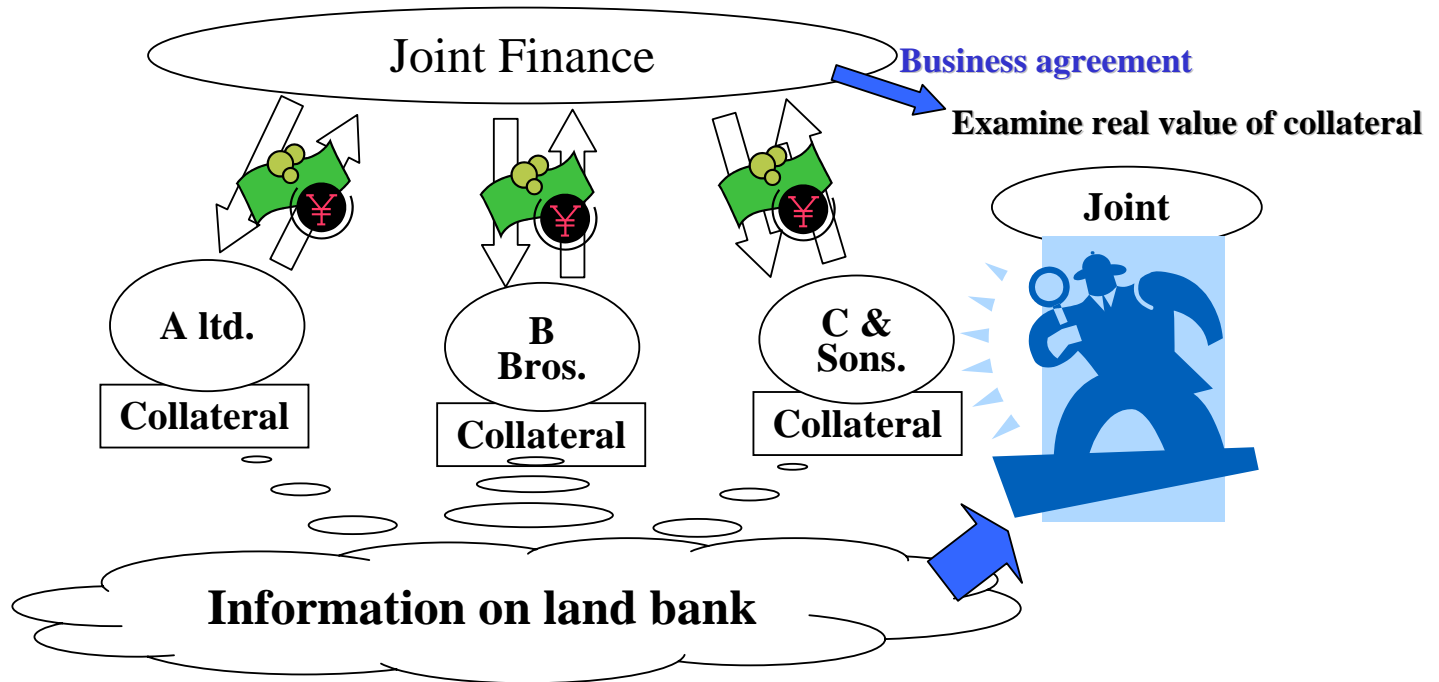 Joint Finance
Business agreement
Examine real value of collateral
Joint
¥
¥
¥
A ltd.
B
Bros.
C &
Sons.
Collateral
Collateral
Collateral
Information on land bank